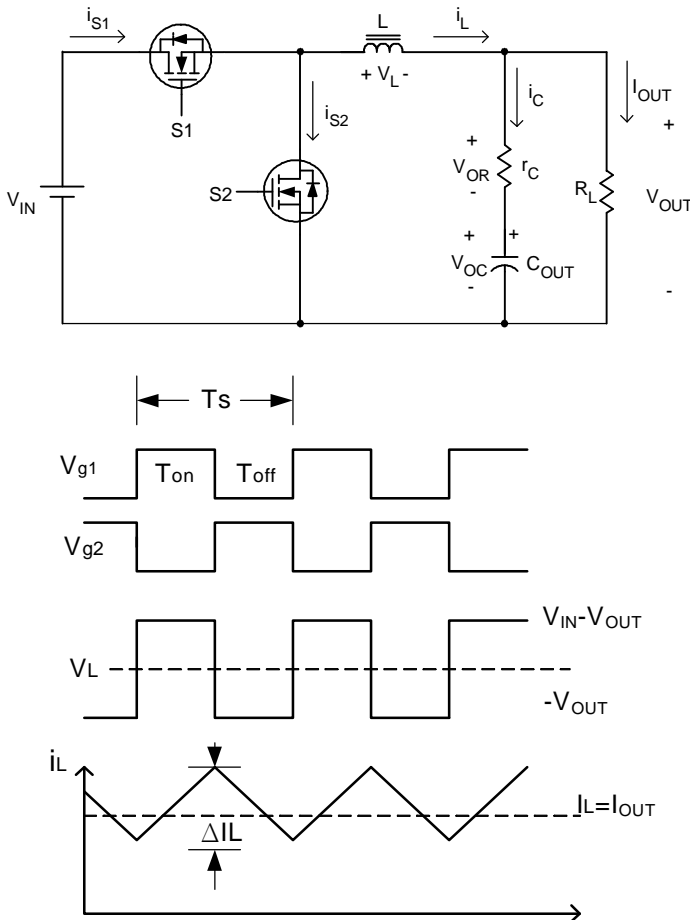 iS1
L
iL
+ VL -
S1
iS2
iC
IOUT
+
+
VOR
rC
-
S2
VIN
RL
VOUT
+
+
VOC
COUT
-
-
Ts
Vg1
Ton
Toff
Vg2
VIN-VOUT
VL
-VOUT
iL
IL=IOUT
ΔIL